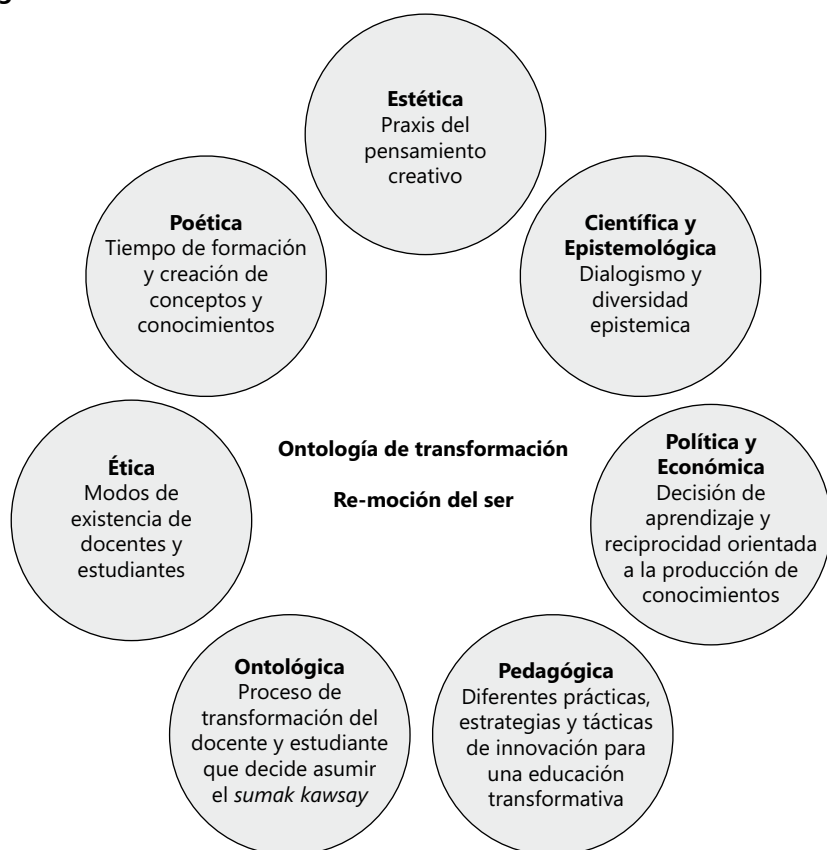 Estética
Praxis del
pensamiento
creativo
Poética
Tiempo de formación
y creación de
conceptos y
conocimientos
Científica y
Epistemológica
Dialogismo y
diversidad
epistemica
Ontología de transformación
Re-moción del ser
Ética
Modos de
existencia de
docentes y
estudiantes
Política y
Económica
Decisión de
aprendizaje y
reciprocidad orientada
a la producción de
conocimientos
Ontológica
Proceso de
transformación del
docente y estudiante
que decide asumir
el sumak kawsay
Pedagógica
Diferentes prácticas,
estrategias y tácticas
de innovación para
una educación
transformativa